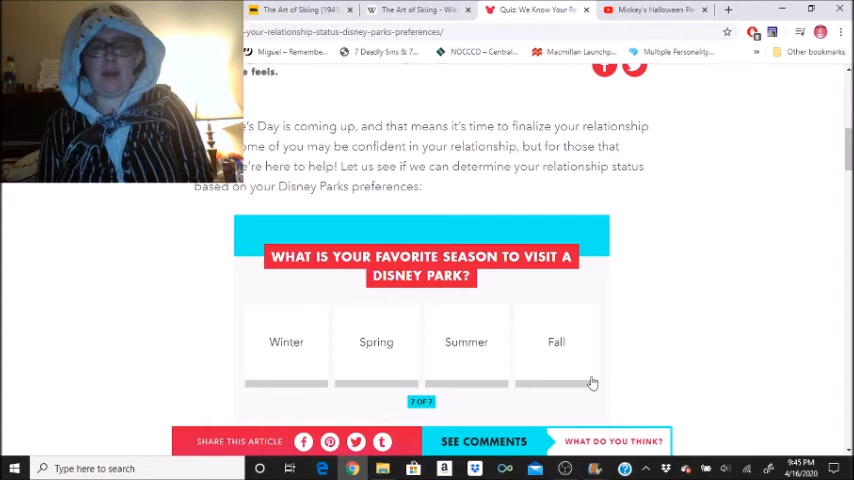 The Art of Skiing (1941)
The Art of Skiing - Wiki
Quiz: We Know Your Re
Mickey's Halloween Pa
-your-relationship-status-disney-parks-preferences/
Miguel – Remembe...
7 Deadly Sins & 7...
NOCCCD – Central...
Macmillan Launchp...
Multiple Personality...
Other bookmarks
e feels.
e's Day is coming up, and that means it's time to finalize your relationship
ome of you may be confident in your relationship, but for those that
e're here to help! Let us see if we can determine your relationship status
based on your Disney Parks preferences:
WHAT IS YOUR FAVORITE SEASON TO VISIT A
DISNEY PARK?
Winter
Spring
Summer
Fall
7 OF 7
SHARE THIS ARTICLE
SEE COMMENTS
WHAT DO YOU THINK?
Type here to search
9:45 PM
4/16/2020